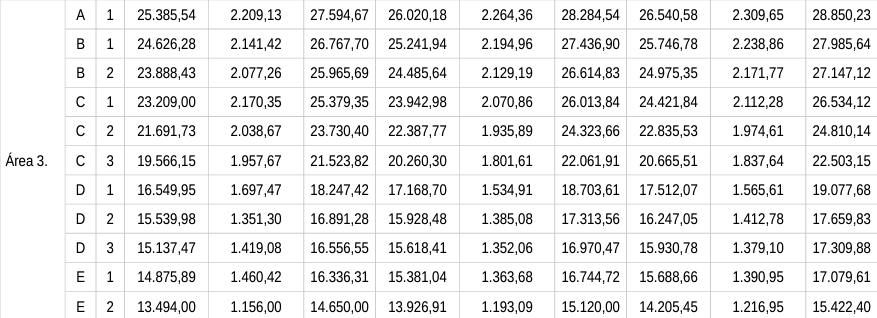 A 1 25.385,54 2.209,13 27.594,67 26.020,18 2.264,36 28.284,54 26.540,58 2.309,65 28.850,23
B 1 24.626,28 2.141,42 26.767,70 25.241,94 2.194,96 27.436,90 25.746,78 2.238,86 27.985,64
B 2 23.888,43 2.077,26 25.965,69 24.485,64 2.129,19 26.614,83 24.975,35 2.171,77 27.147,12
C 1 23.209,00 2.170,35 25.379,35 23.942,98 2.070,86 26.013,84 24.421,84 2.112,28 26.534,12
C 2 21.691,73 2.038,67 23.730,40 22.387,77 1.935,89 24.323,66 22.835,53 1.974,61 24.810,14
Área 3. C 3 19.566,15 1.957,67 21.523,82 20.260,30 1.801,61 22.061,91 20.665,51 1.837,64 22.503,15
D 1 16.549,95 1.697,47 18.247,42 17.168,70 1.534,91 18.703,61 17.512,07 1.565,61 19.077,68
D 2 15.539,98 1.351,30 16.891,28 15.928,48 1.385,08 17.313,56 16.247,05 1.412,78 17.659,83
D 3 15.137,47 1.419,08 16.556,55 15.618,41 1.352,06 16.970,47 15.930,78 1.379,10 17.309,88
E 1 14.875,89 1.460,42 16.336,31 15.381,04 1.363,68 16.744,72 15.688,66 1.390,95 17.079,61
E 2 13.494,00 1.156,00 14.650,00 13.926,91 1.193,09 15.120,00 14.205,45 1.216,95 15.422,40